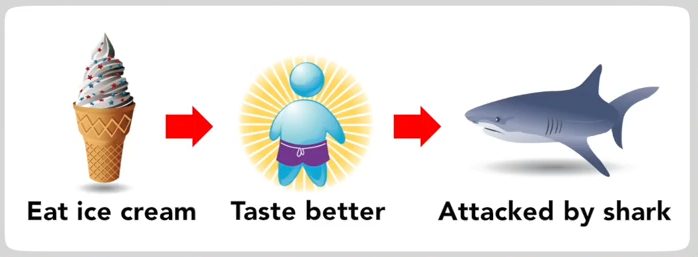 Eat ice cream
Taste better
Attacked by shark